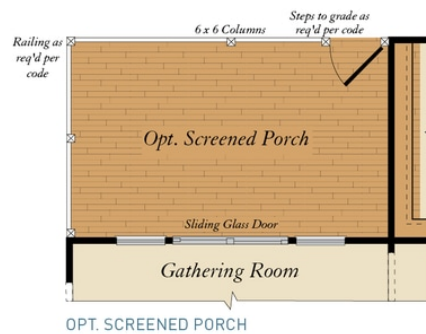 Steps to grade as
req'd per code
6 x 6 Columns
Railing as
req'd per
code
Opt. Screened Porch
Sliding Glass Door
Gathering Room
OPT. SCREENED PORCH